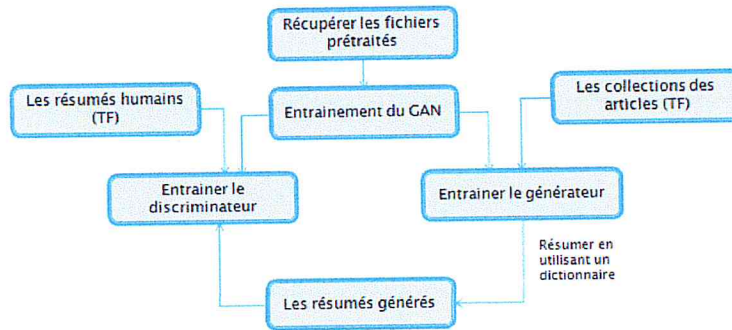 Récupérer les fichiers
prétraités
Les résumés humains
(TF)
Entrainement du GAN
Les collections des
articles (TF)
Entrainer le
discriminateur
Entrainer le générateur
Résumer en
utilisant un
dictionnaire
Les résumés générés